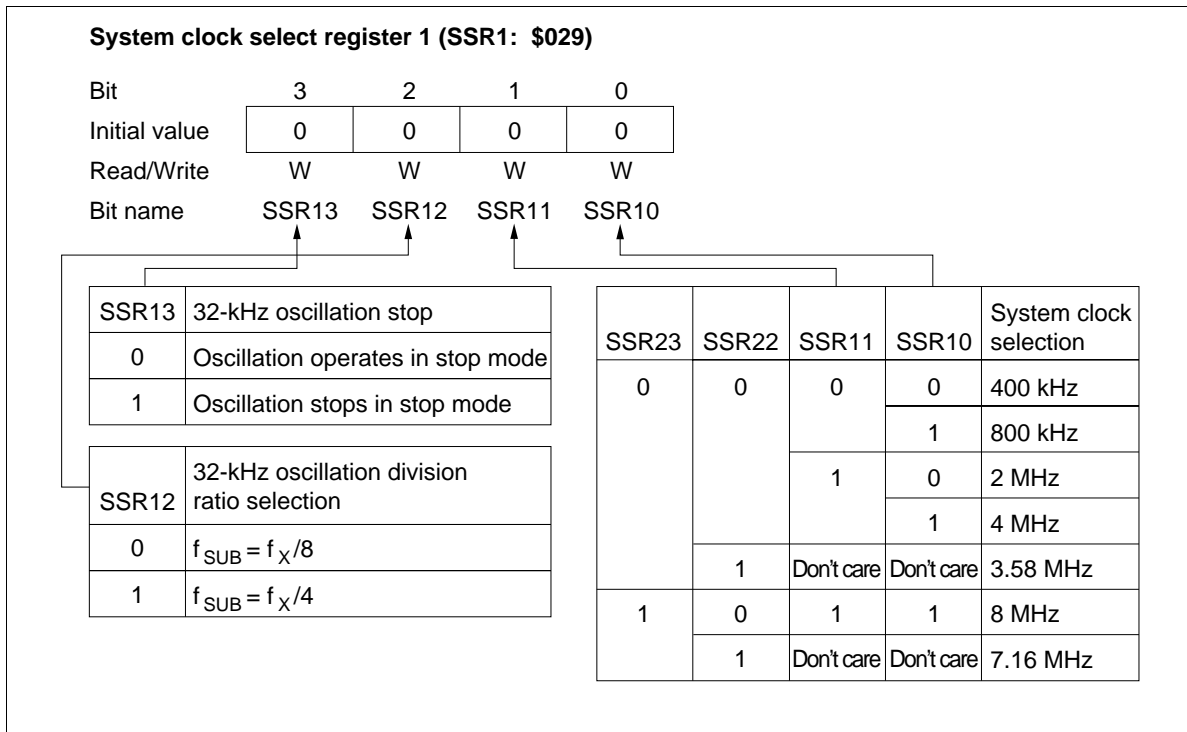 System clock select register 1 (SSR1: $029)
Bit 3 2 1 0
Initial value 0 0 0 0
Read/Write W W W W
Bit name SSR13 SSR12 SSR11 SSR10
SSR13 32-kHz oscillation stop
0 Oscillation operates in stop mode
1 Oscillation stops in stop mode
SSR12 32-kHz oscillation division
ratio selection
0 fSUB = fX/8
1 fSUB = fX/4
SSR23 SSR22 SSR11 SSR10 System clock
selection
0 0 0 0 400 kHz
1 800 kHz
1 0 2 MHz
1 4 MHz
1 Don't care Don't care 3.58 MHz
1 0 1 1 8 MHz
1 Don't care Don't care 7.16 MHz